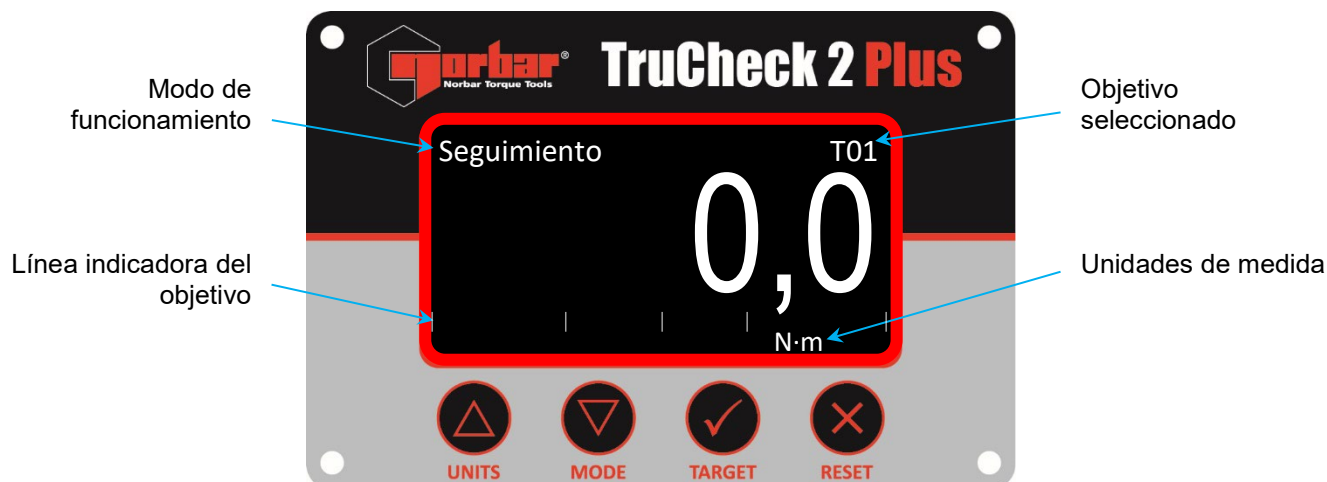 norbar®
Norbar Torque Tools
TruCheck 2 Plus
Modo de
funcionamiento
Objetivo
seleccionado
Seguimiento
T01
0,0
Línea indicadora del
objetivo
Unidades de medida
N·m
UNITS
MODE
TARGET
RESET